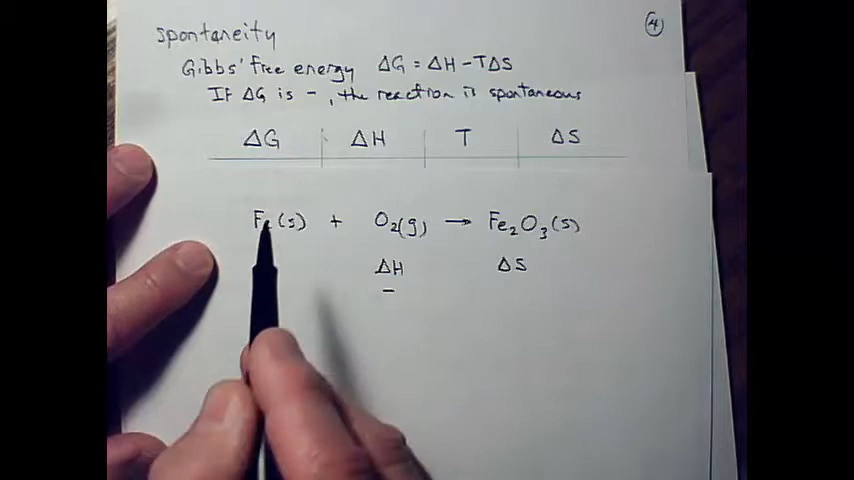 spontaneity
4
Gibbs' free energy ΔG = ΔH - TΔS
If ΔG is - , the reaction is spontaneous
ΔG ΔH T ΔS
Fe(s) + O₂(g) → Fe₂O₃(s)
ΔH ΔS
-